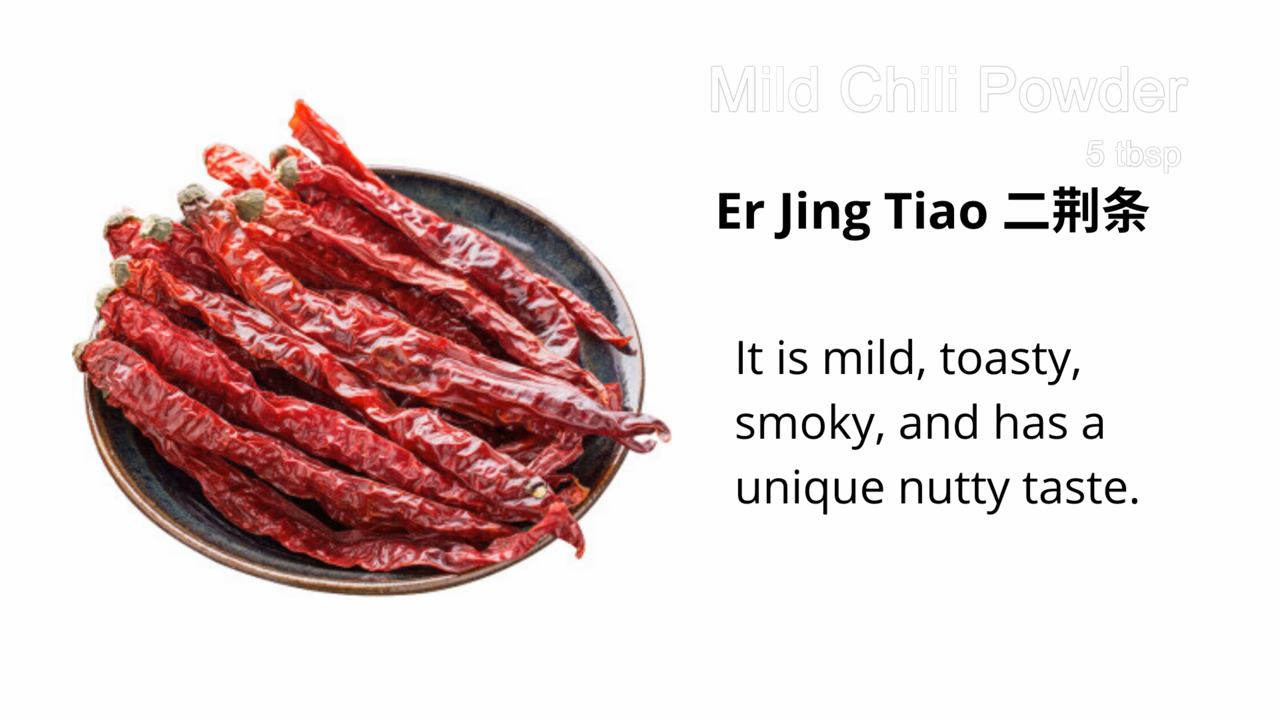 Mild Chili Powder
5 tbsp
Er Jing Tiao 二荆条
It is mild, toasty,
smoky, and has a
unique nutty taste.